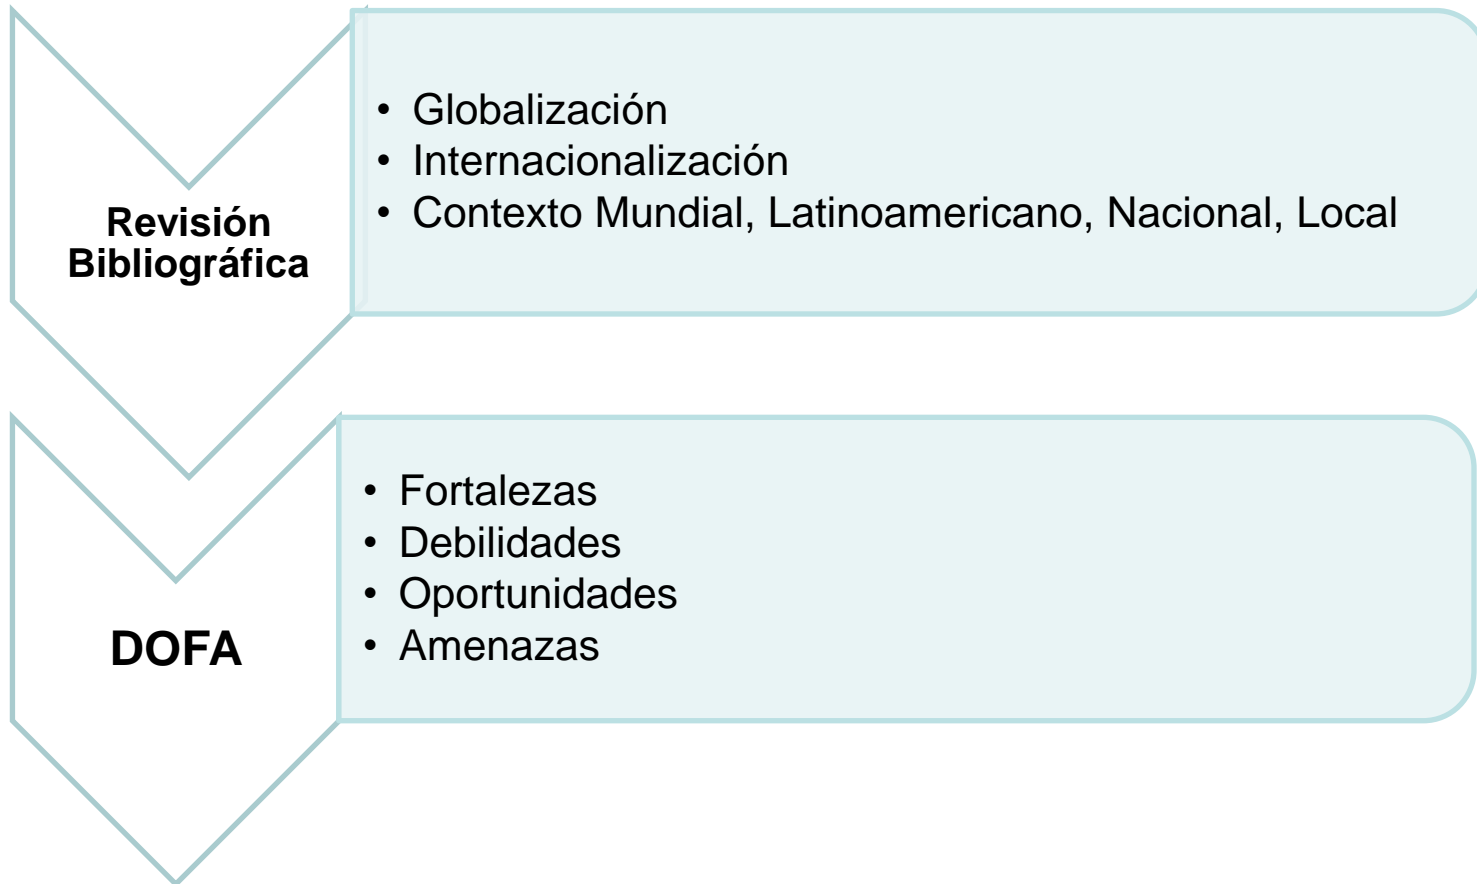 Revisión
Bibliográfica
• Globalización
• Internacionalización
• Contexto Mundial, Latinoamericano, Nacional, Local
DOFA
• Fortalezas
• Debilidades
• Oportunidades
• Amenazas